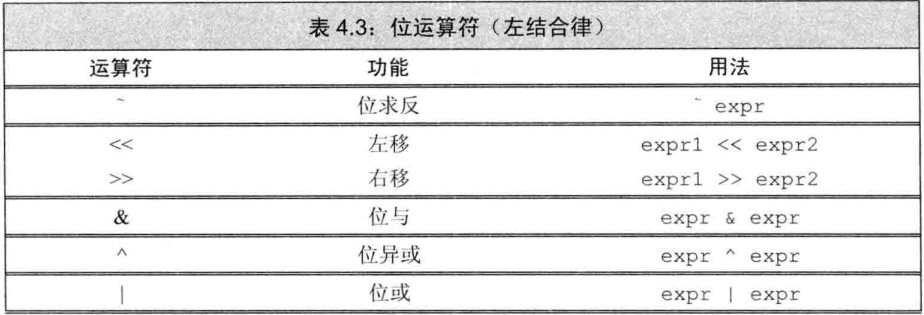 表 4.3：位运算符（左结合律）
运算符 功能 用法
~ 位求反 ~ expr
<< 左移 expr1 << expr2
>> 右移 expr1 >> expr2
& 位与 expr & expr
^ 位异或 expr ^ expr
| 位或 expr | expr